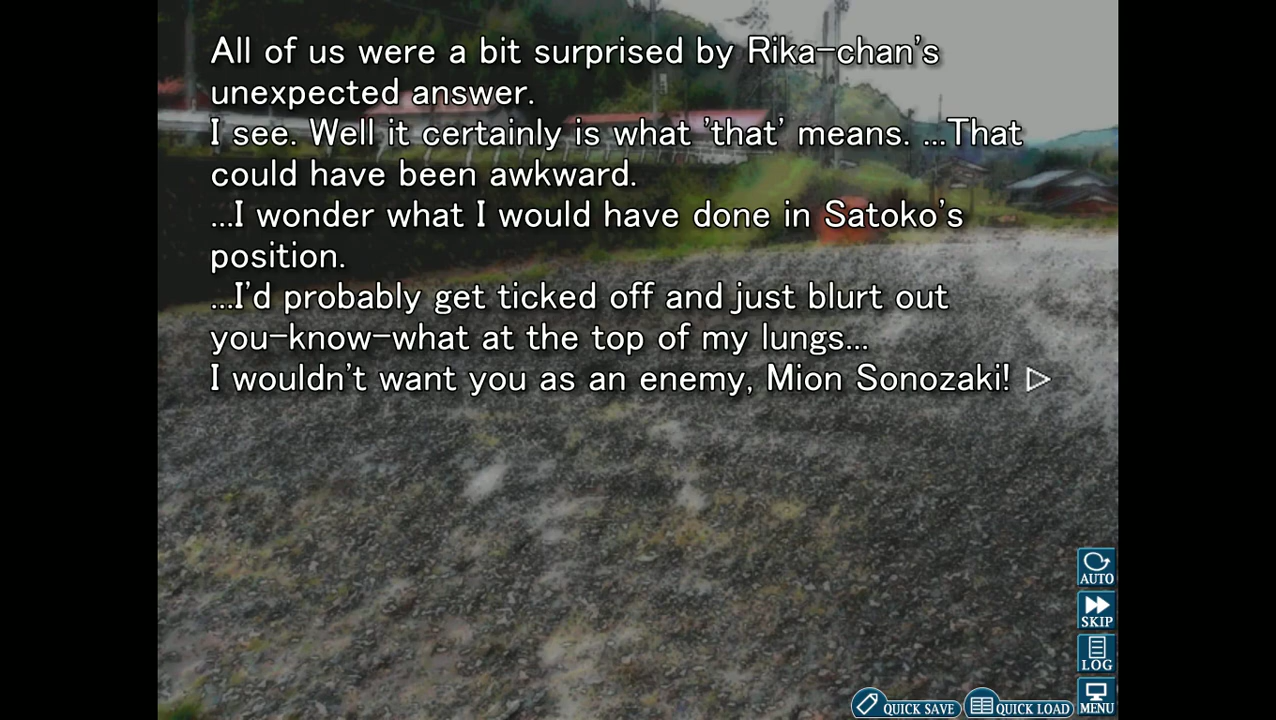 All of us were a bit surprised by Rika-chan's
unexpected answer.
I see. Well it certainly is what 'that' means. ...That
could have been awkward.
...I wonder what I would have done in Satoko's
position.
...I'd probably get ticked off and just blurt out
you-know-what at the top of my lungs...
I wouldn't want you as an enemy, Mion Sonozaki!
AUTO
SKIP
LOG
MENU
QUICK SAVE
QUICK LOAD